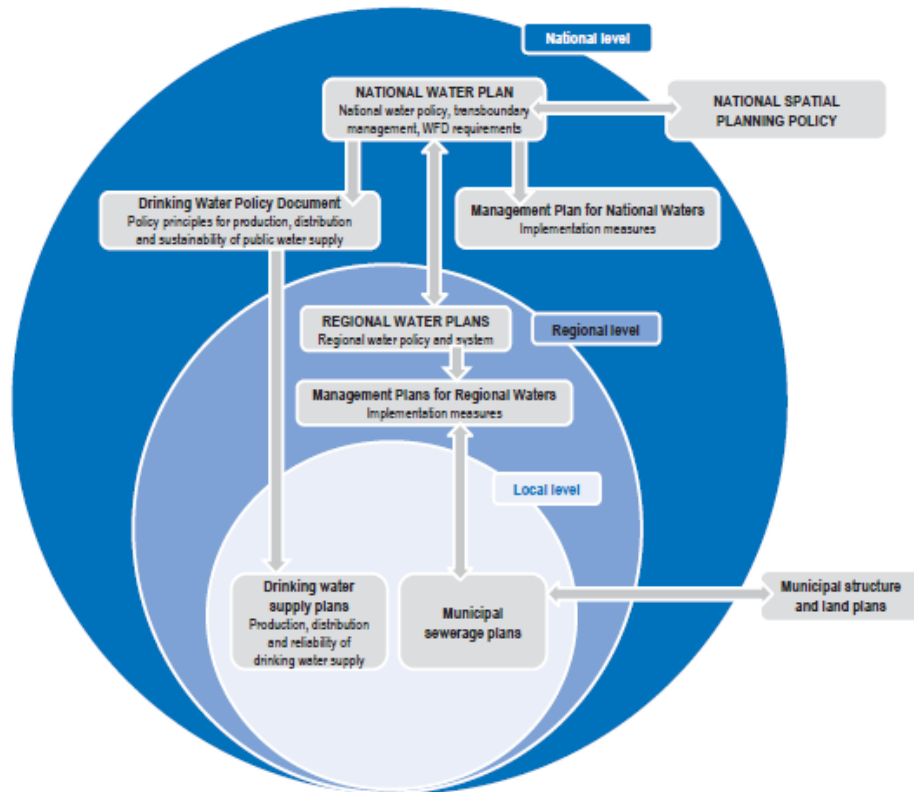 National level
NATIONAL WATER PLAN
National water policy, transboundary
management, WFD requirements
NATIONAL SPATIAL
PLANNING POLICY
Drinking Water Policy Document
Policy principles for production, distribution
and sustainability of public water supply
Management Plan for National Waters
Implementation measures
REGIONAL WATER PLANS
Regional water policy and system
Regional level
Management Plans for Regional Waters
Implementation measures
Local level
Drinking water
supply plans
Production, distribution
and reliability of
drinking water supply
Municipal
sewerage plans
Municipal structure
and land plans